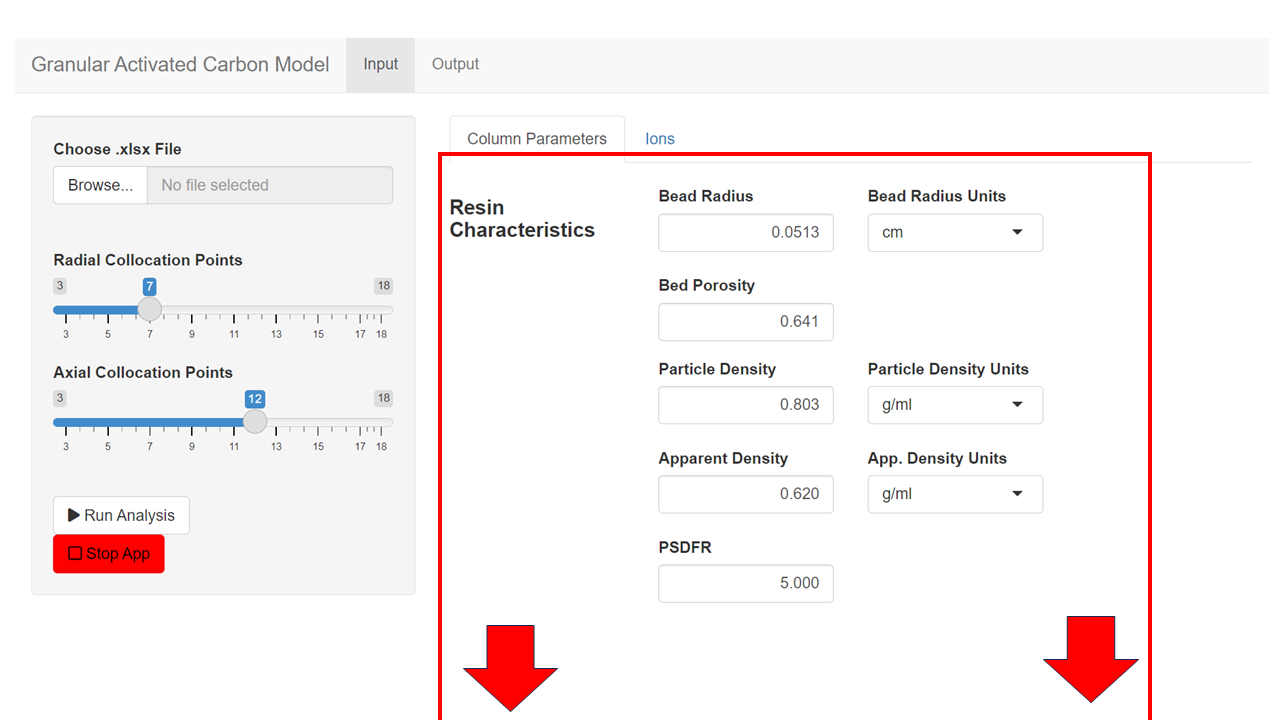 Granular Activated Carbon Model Input Output
Choose .xlsx File
Browse... No file selected
Radial Collocation Points
3 7 18
3 5 7 9 11 13 15 17 18
Axial Collocation Points
3 12 18
3 5 7 9 11 13 15 17 18
Run Analysis
Stop App
Column Parameters Ions
Resin
Characteristics
Bead Radius Bead Radius Units
0.0513 cm
Bed Porosity
0.641
Particle Density Particle Density Units
0.803 g/ml
Apparent Density App. Density Units
0.620 g/ml
PSDFR
5.000